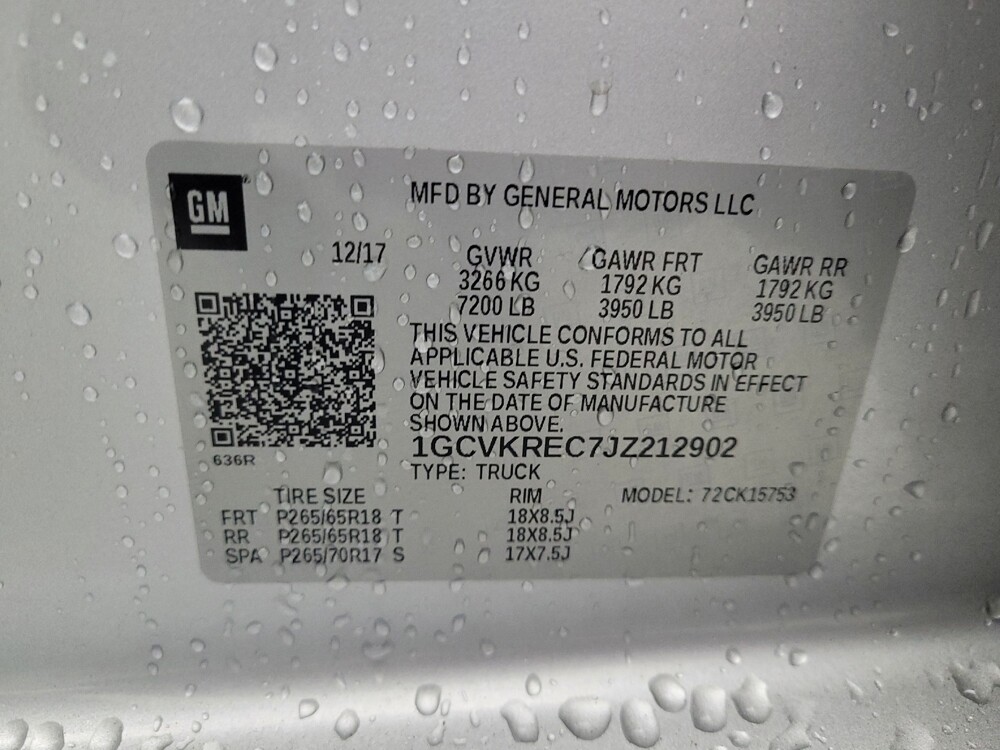 GM
MFD BY GENERAL MOTORS LLC
12/17 GVWR GAWR FRT GAWR RR
3266 KG 1792 KG 1792 KG
7200 LB 3950 LB 3950 LB
THIS VEHICLE CONFORMS TO ALL
APPLICABLE U.S. FEDERAL MOTOR
VEHICLE SAFETY STANDARDS IN EFFECT
ON THE DATE OF MANUFACTURE
SHOWN ABOVE.
1GCVKREC7JZ212902
636R
TYPE: TRUCK
TIRE SIZE RIM MODEL: 72CK15753
FRT P265/65R18 T 18X8.5J
RR P265/65R18 T 18X8.5J
SPA P265/70R17 S 17X7.5J